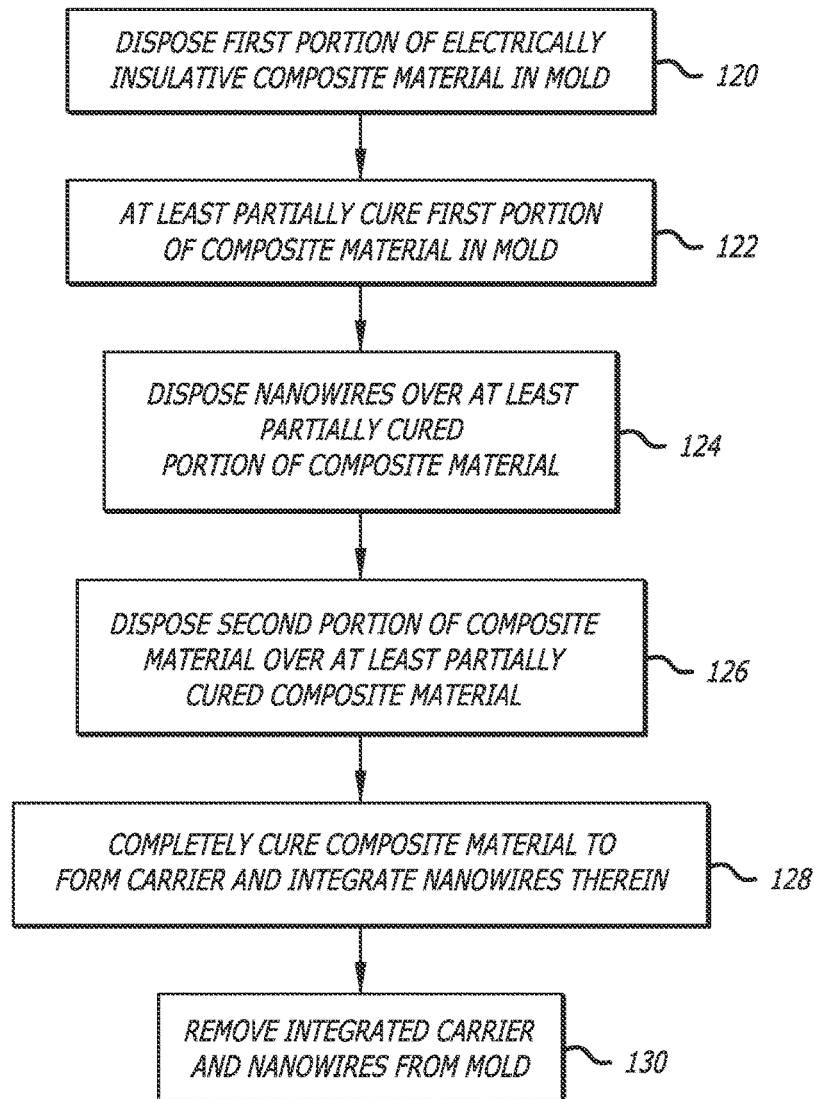 DISPOSE FIRST PORTION OF ELECTRICALLY
INSULATIVE COMPOSITE MATERIAL IN MOLD
120
AT LEAST PARTIALLY CURE FIRST PORTION
OF COMPOSITE MATERIAL IN MOLD
122
DISPOSE NANOWIRES OVER AT LEAST
PARTIALLY CURED
PORTION OF COMPOSITE MATERIAL
124
DISPOSE SECOND PORTION OF COMPOSITE
MATERIAL OVER AT LEAST PARTIALLY
CURED COMPOSITE MATERIAL
126
COMPLETELY CURE COMPOSITE MATERIAL TO
FORM CARRIER AND INTEGRATE NANOWIRES THEREIN
128
REMOVE INTEGRATED CARRIER
AND NANOWIRES FROM MOLD
130